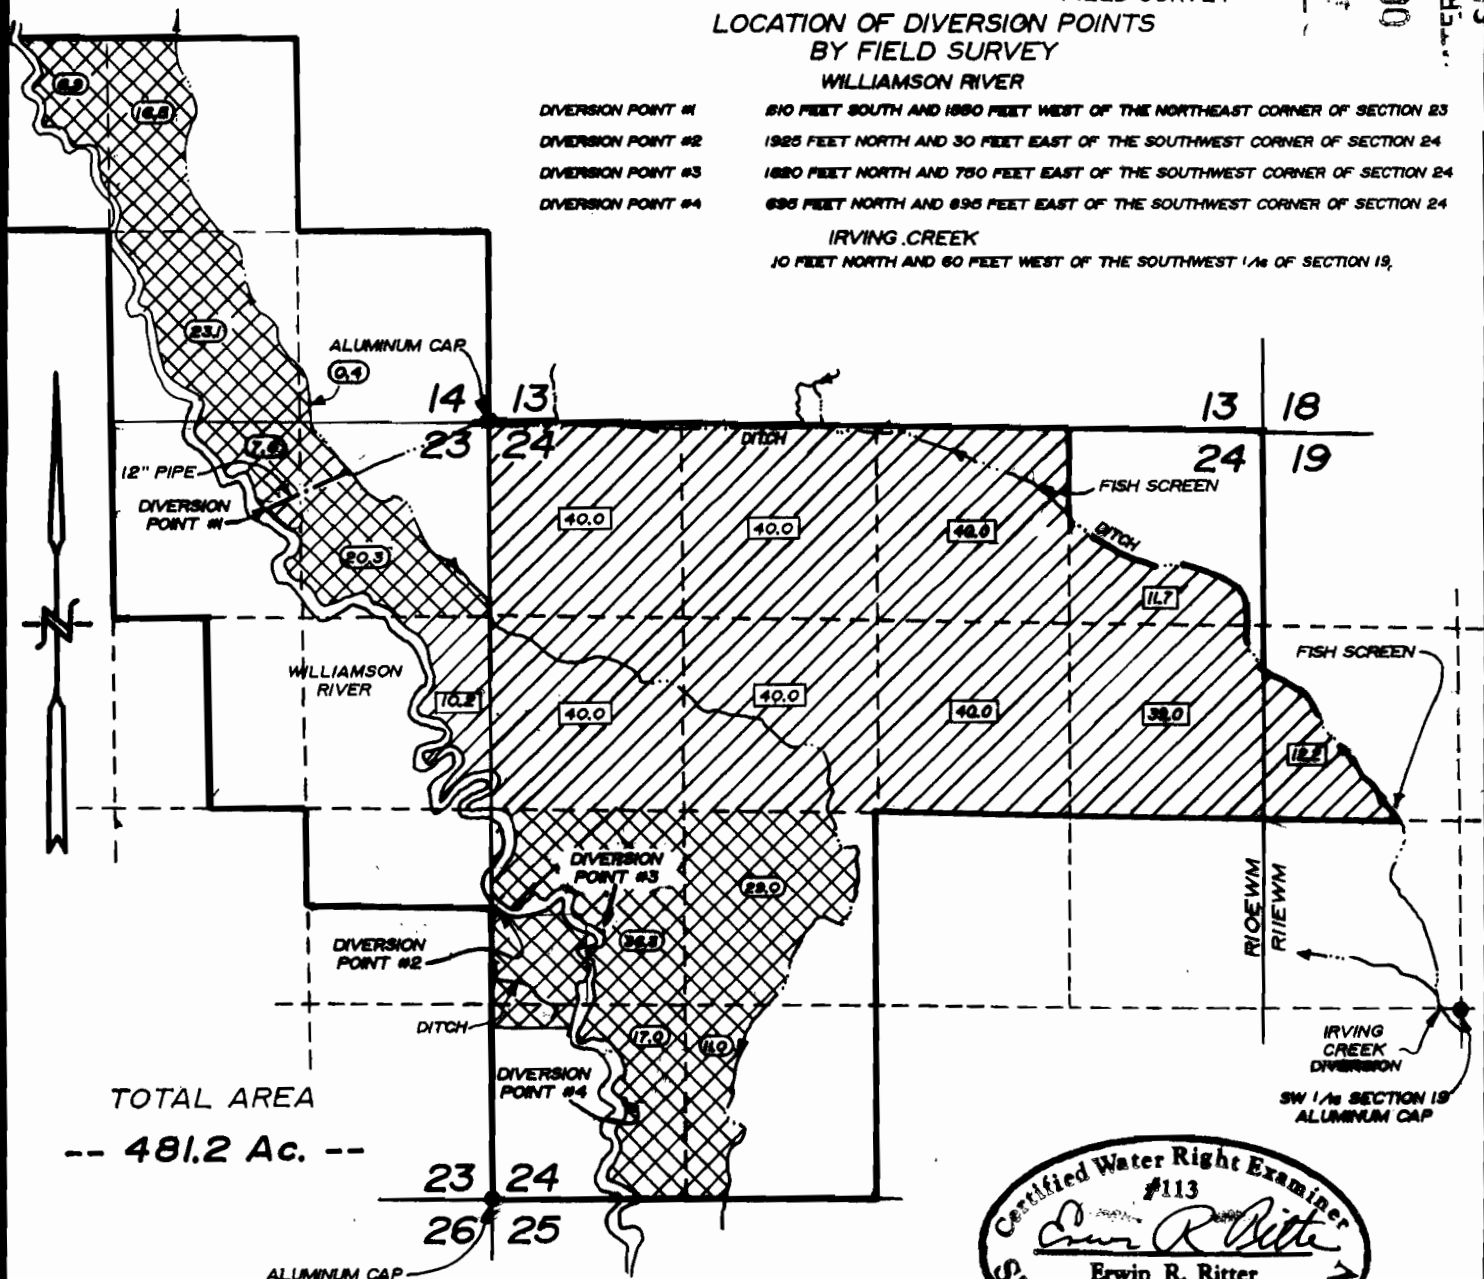 FIELD SURVEY
LOCATION OF DIVERSION POINTS
BY FIELD SURVEY
WILLIAMSON RIVER
DIVERSION POINT #1 810 FEET SOUTH AND 1880 FEET WEST OF THE NORTHEAST CORNER OF SECTION 23
DIVERSION POINT #2 1925 FEET NORTH AND 30 FEET EAST OF THE SOUTHWEST CORNER OF SECTION 24
DIVERSION POINT #3 FEET NORTH AND 750 FEET EAST OF THE SOUTHWEST CORNER OF SECTION 24
DIVERSION POINT #4 FEET NORTH AND 895 FEET EAST OF THE SOUTHWEST CORNER OF SECTION 24
IRVING CREEK
10 FEET NORTH AND 60 FEET WEST OF THE SOUTHWEST 1/16 OF SECTION 19
6.9
16.5
23.1
ALUMINUM CAP
0.4
14 13
23 24
13 18
24 19
DITCH
12" PIPE
DIVERSION
POINT #1
FISH SCREEN
DITCH
40.0
40.0
40.0
20.3
11.7
WILLIAMSON
RIVER
FISH SCREEN
10.2
40.0
40.0
40.0
39.0
12.2
DIVERSION
POINT #3
29.0
DIVERSION
POINT #2
R10EWM
R11EWM
DITCH
17.0
11.0
DIVERSION
POINT #4
IRVING
CREEK
DIVERSION
SW 1/16 SECTION 19
ALUMINUM CAP
TOTAL AREA
-- 481.2 Ac. --
23 24
26 25
ALUMINUM CAP
Certified Water Right Examiner
#113
Erwin R. Ritter